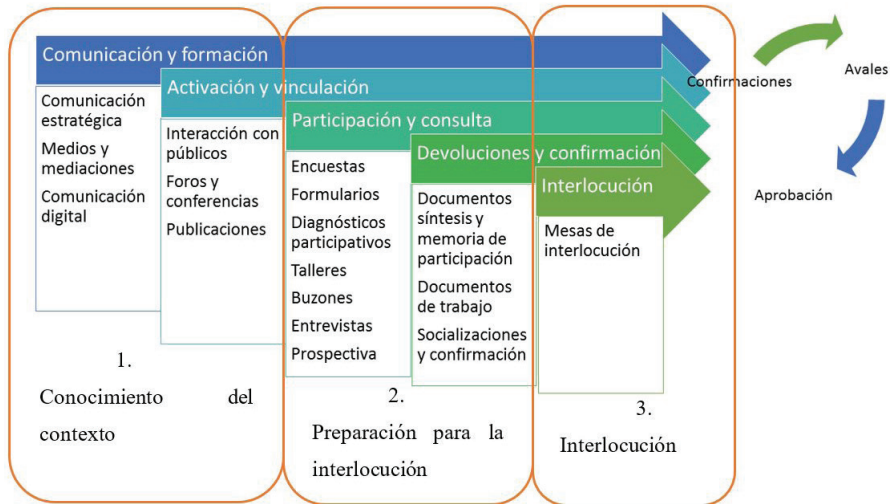 Comunicación y formación
Comunicación
estratégica
Medios y
mediaciones
Comunicación
digital
Activación y vinculación
Interacción con
públicos
Foros y
conferencias
Publicaciones
Participación y consulta
Encuestas
Formularios
Diagnósticos
participativos
Talleres
Buzones
Entrevistas
Prospectiva
Devoluciones y confirmación
Documentos
síntesis y
memoria de
participación
Documentos
de trabajo
Socializaciones
y confirmación
Interlocución
Mesas de
interlocución
Confirmaciones
Avales
Aprobación
1.
Conocimiento del
contexto
2.
Preparación para la
interlocución
3.
Interlocución